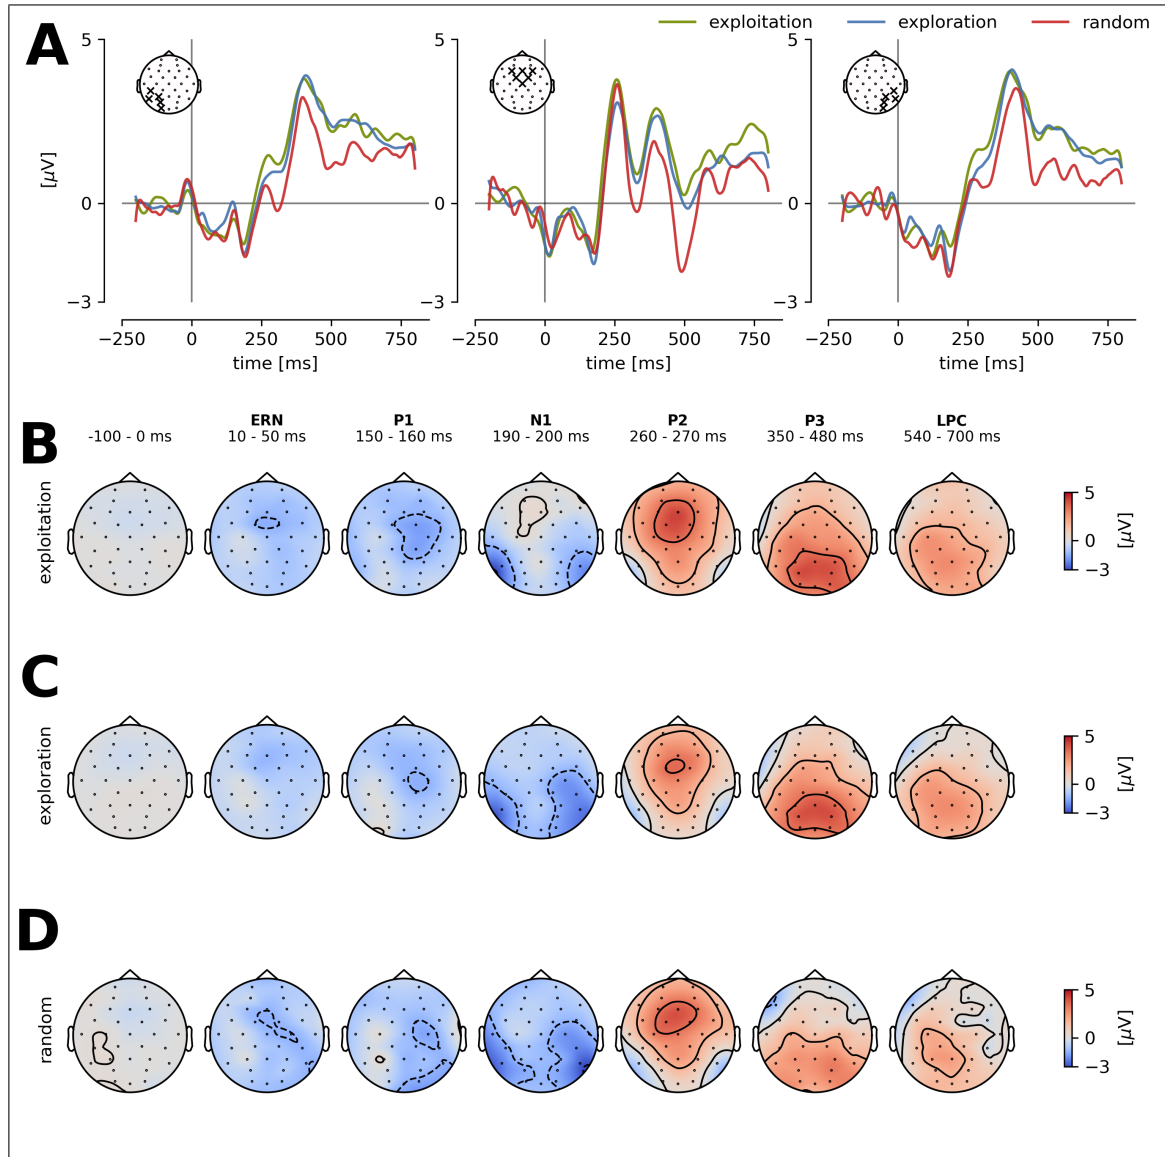 A
exploitation exploration random
5 5 5
[μV]
0 0 0
−3 −3 −3
−250 0 250 500 750 −250 0 250 500 750 −250 0 250 500 750
time [ms] time [ms] time [ms]
B
ERN P1 N1 P2 P3 LPC
-100 - 0 ms 10 - 50 ms 150 - 160 ms 190 - 200 ms 260 - 270 ms 350 - 480 ms 540 - 700 ms
exploitation
5
0
−3
[μV]
C
exploration
5
0
−3
[μV]
D
random
5
0
−3
[μV]